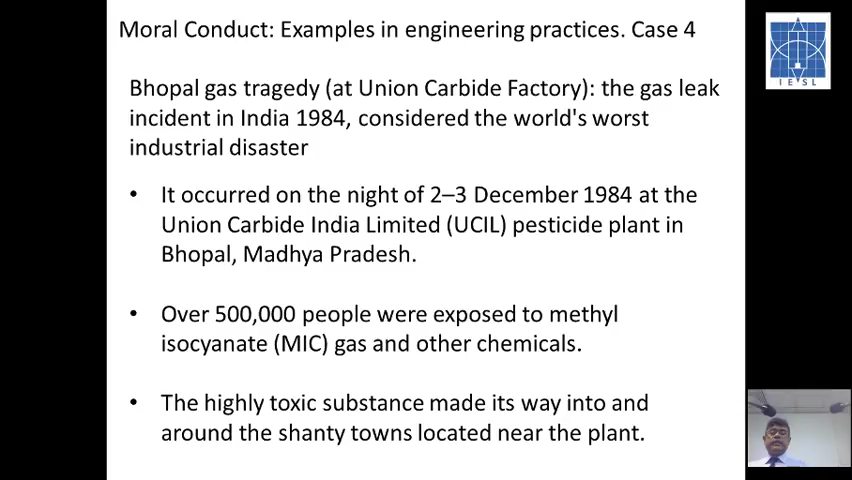 Moral Conduct: Examples in engineering practices. Case 4
Bhopal gas tragedy (at Union Carbide Factory): the gas leak
incident in India 1984, considered the world's worst
industrial disaster
• It occurred on the night of 2–3 December 1984 at the
Union Carbide India Limited (UCIL) pesticide plant in
Bhopal, Madhya Pradesh.
• Over 500,000 people were exposed to methyl
isocyanate (MIC) gas and other chemicals.
• The highly toxic substance made its way into and
around the shanty towns located near the plant.
IESL